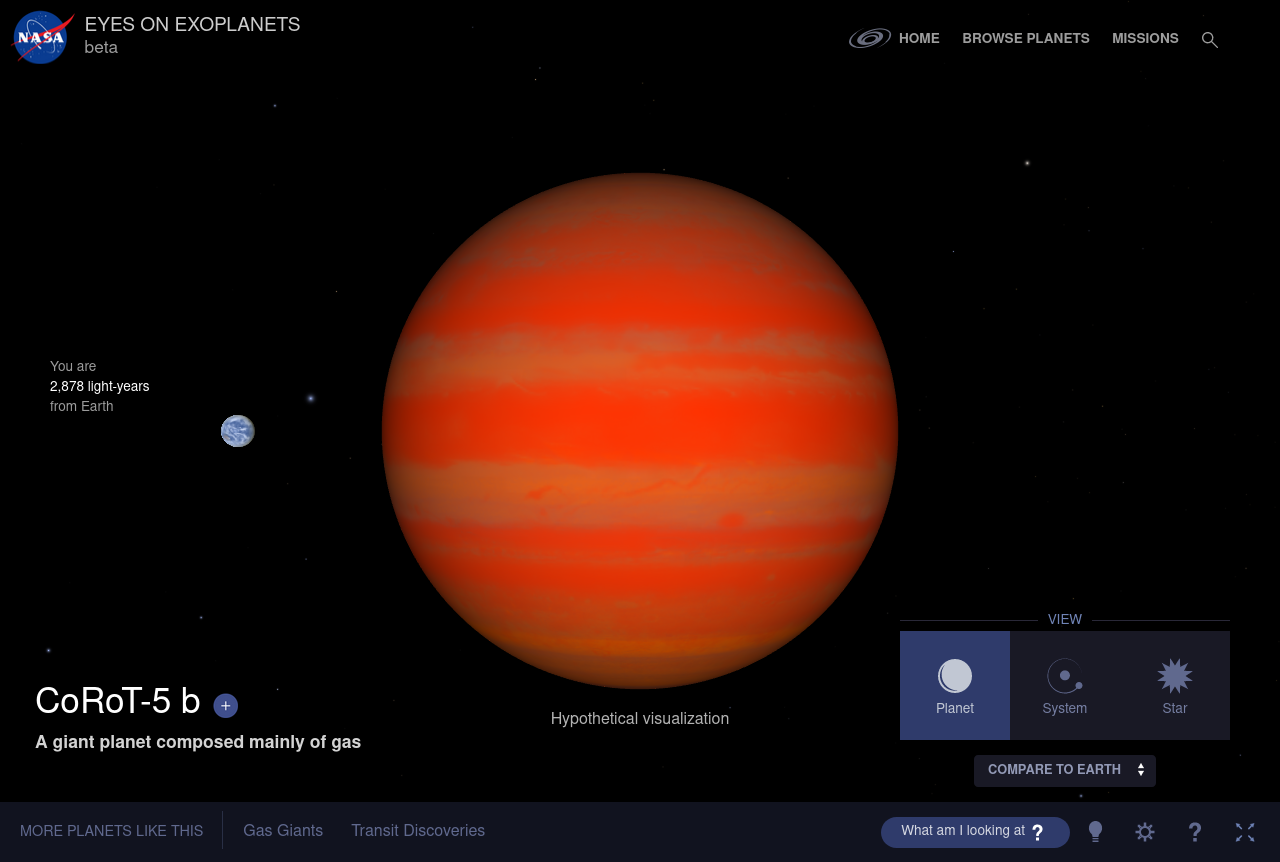 NASA
EYES ON EXOPLANETS
beta
HOME
BROWSE PLANETS
MISSIONS
You are
2,878 light-years
from Earth
VIEW
Planet
System
Star
CoRoT-5 b +
A giant planet composed mainly of gas
Hypothetical visualization
COMPARE TO EARTH
MORE PLANETS LIKE THIS
Gas Giants
Transit Discoveries
What am I looking at ?
?